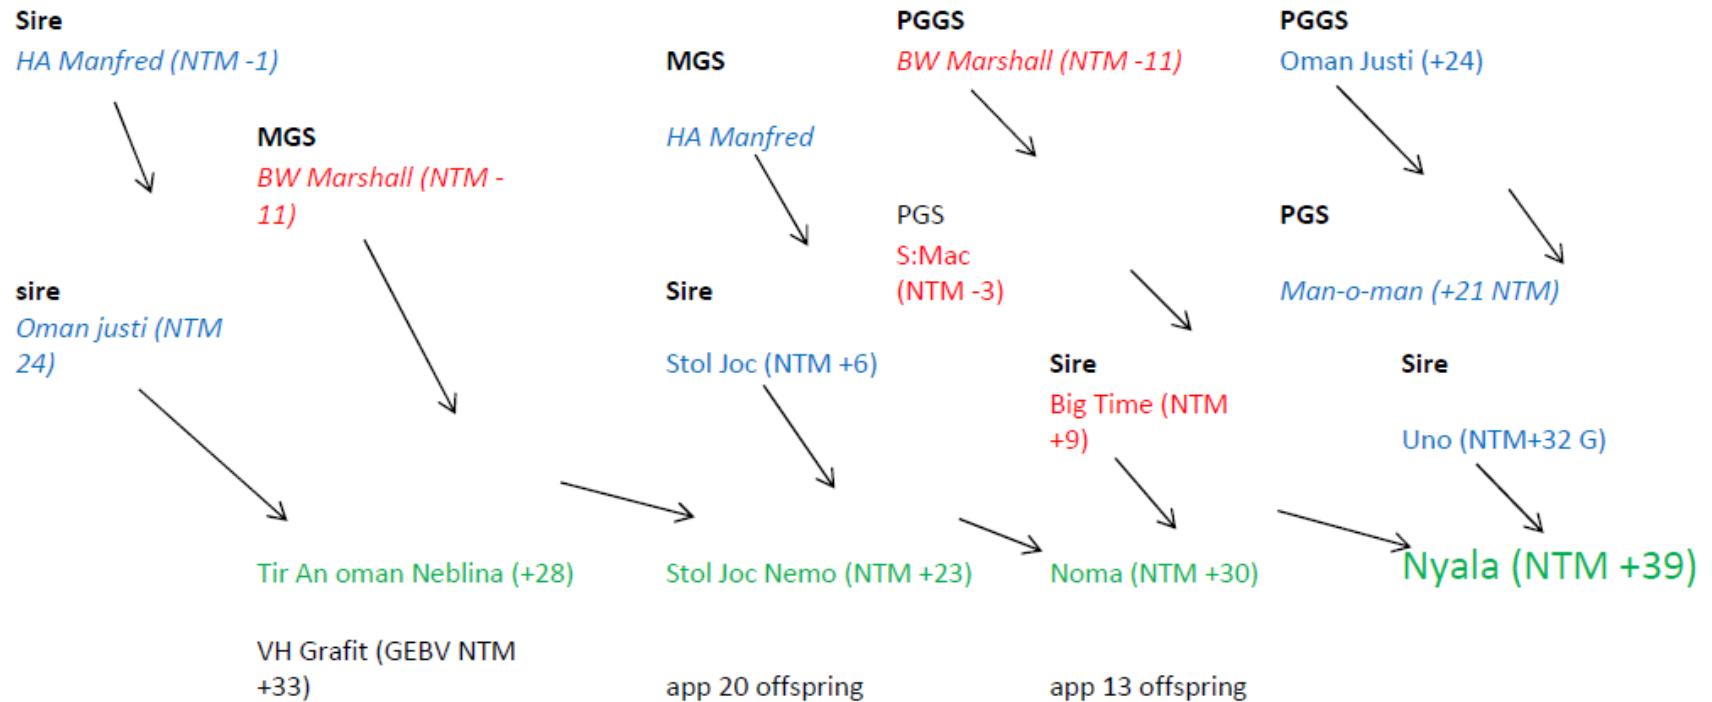 Sire
HA Manfred (NTM -1)
MGS
BW Marshall (NTM -
11)
sire
Oman justi (NTM
24)
Tir An oman Neblina (+28)
VH Grafit (GEBV NTM
+33)
MGS
HA Manfred
Sire
Stol Joc (NTM +6)
Stol Joc Nemo (NTM +23)
app 20 offspring
PGGS
BW Marshall (NTM -11)
PGS
S:Mac
(NTM -3)
Sire
Big Time (NTM
+9)
Noma (NTM +30)
app 13 offspring
PGGS
Oman Justi (+24)
PGS
Man-o-man (+21 NTM)
Sire
Uno (NTM+32 G)
Nyala (NTM +39)